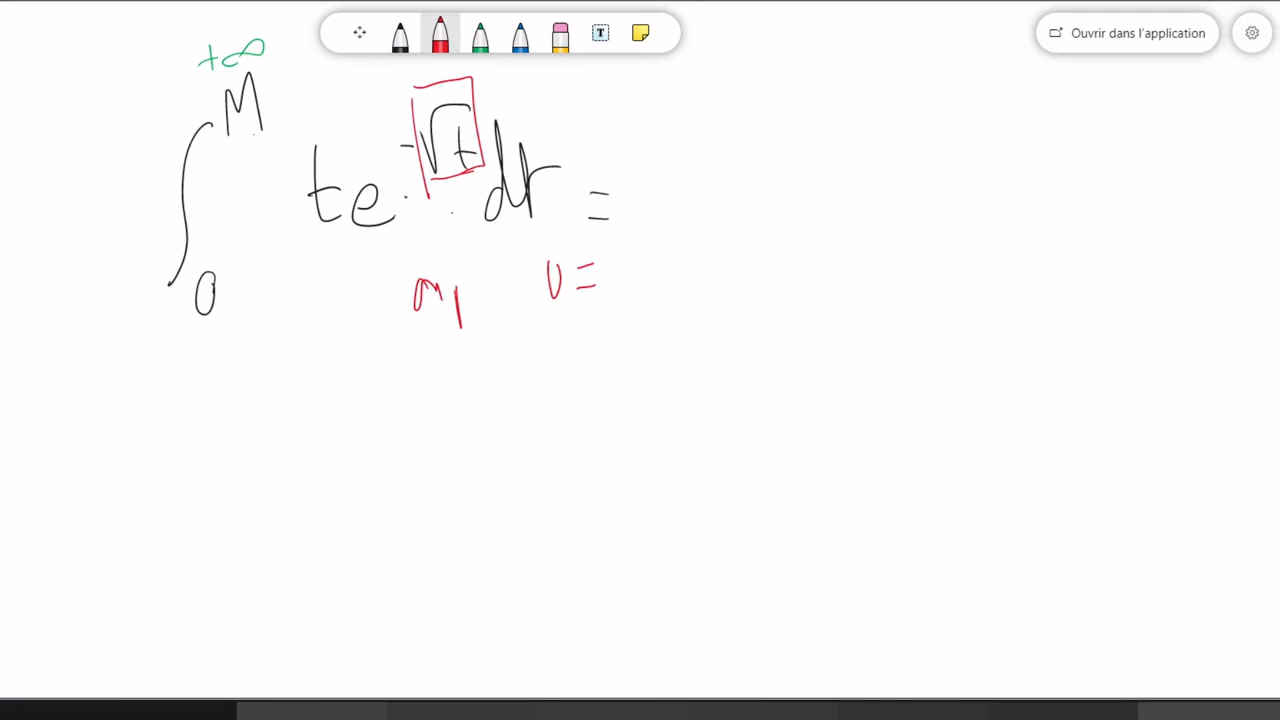 Ouvrir dans l'application
+∞
M
∫ te^-√t dt =
0
u =